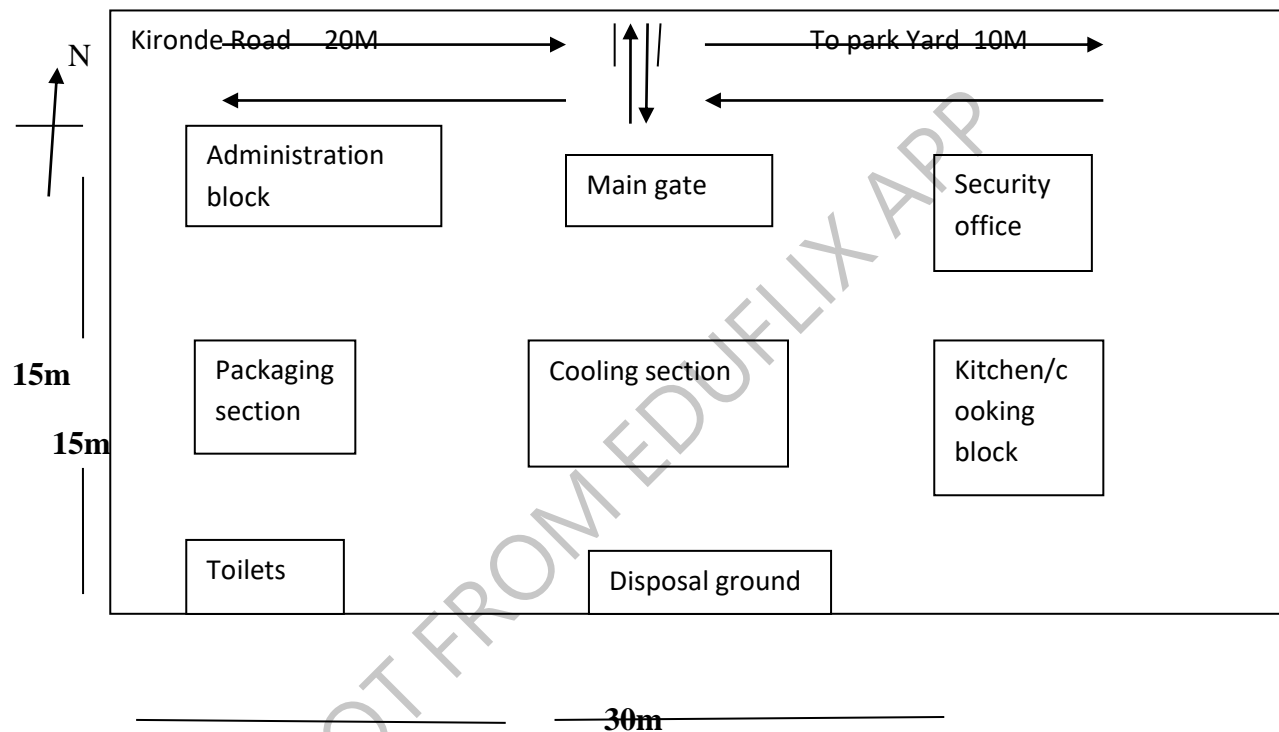 Kironde Road 20M
To park Yard 10M
N
Administration
block
Main gate
Security
office
15m
Packaging
section
Cooling section
Kitchen/c
ooking
block
15m
Toilets
Disposal ground
30m
OT FROM EDUFLIX APP